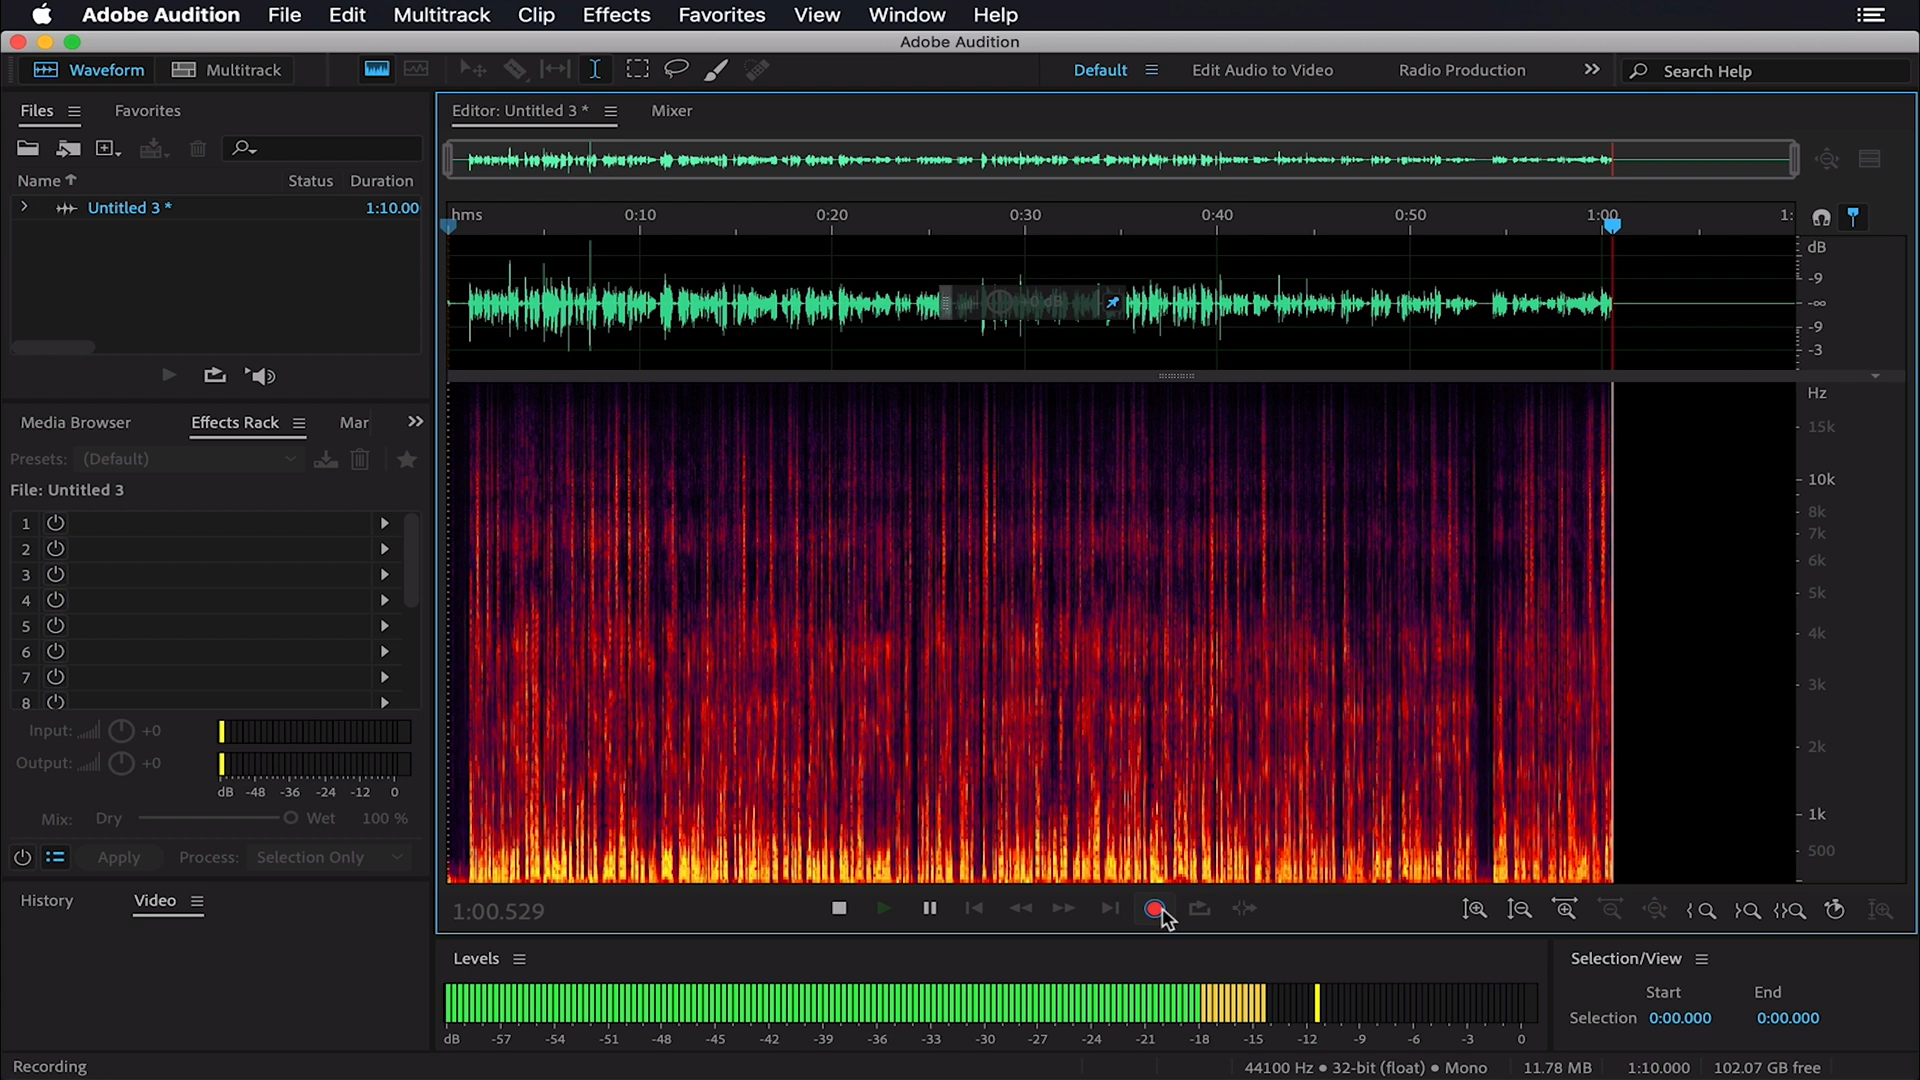 Adobe Audition File Edit Multitrack Clip Effects Favorites View Window Help
Adobe Audition
Waveform Multitrack Default Edit Audio to Video Radio Production Search Help
Files Favorites
Name Status Duration
Untitled 3 * 1:10.00
Media Browser Effects Rack Mar
Presets: (Default)
File: Untitled 3
1
2
3
4
5
6
7
8
Input: +0
Output: +0
dB -48 -36 -24 -12 0
Mix: Dry Wet 100 %
Apply Process: Selection Only
History Video
Editor: Untitled 3 * Mixer
hms 0:10 0:20 0:30 0:40 0:50 1:00 1:
dB
-9
-∞
-9
-3
+0 dB
Hz
15k
10k
8k
7k
6k
5k
4k
3k
2k
1k
500
1:00.529
Levels
dB -57 -54 -51 -48 -45 -42 -39 -36 -33 -30 -27 -24 -21 -18 -15 -12 -9 -6 -3 0
Selection/View
Start End
Selection 0:00.000 0:00.000
Recording 44100 Hz ● 32-bit (float) ● Mono 11.78 MB 1:10.000 102.07 GB free